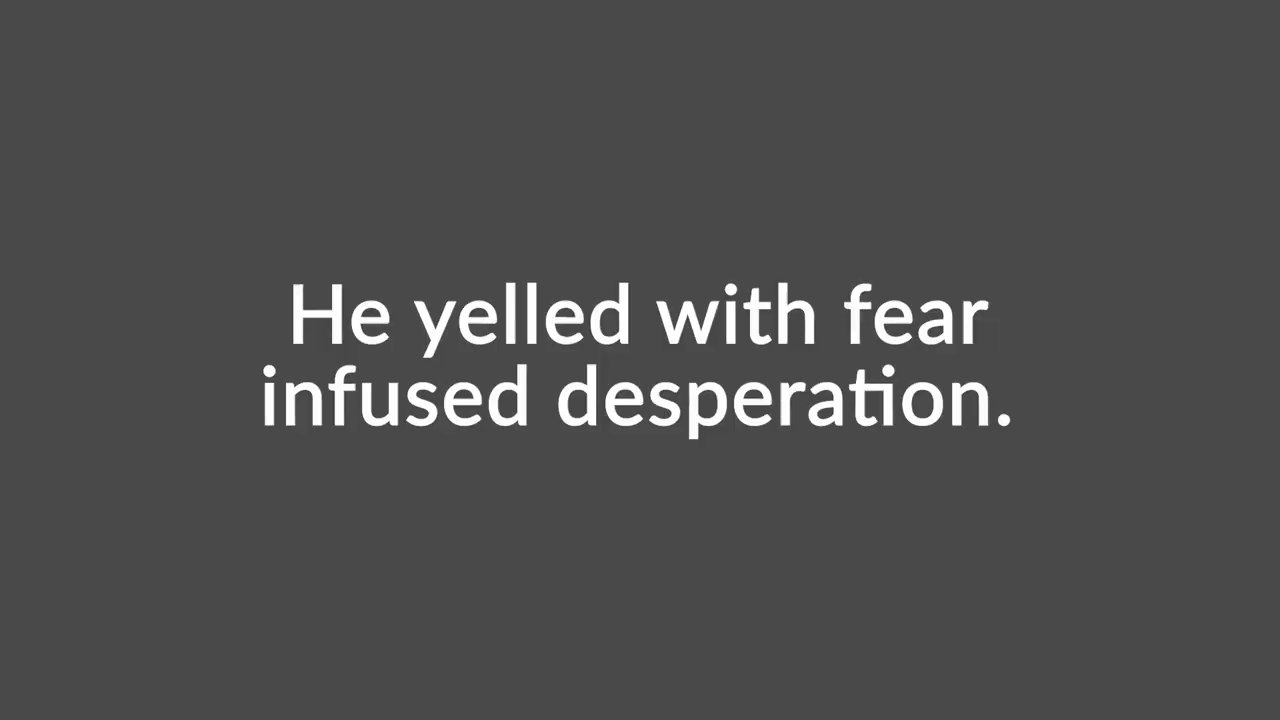 He yelled with fear
infused desperation.